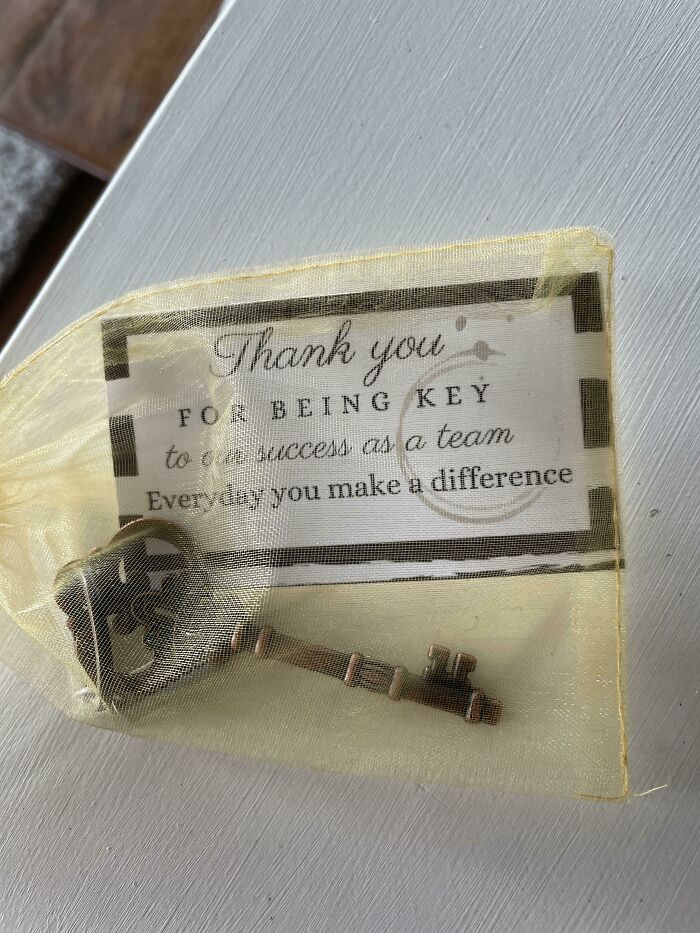 Thank you
FOR BEING KEY
to our success as a team
Everyday you make a difference